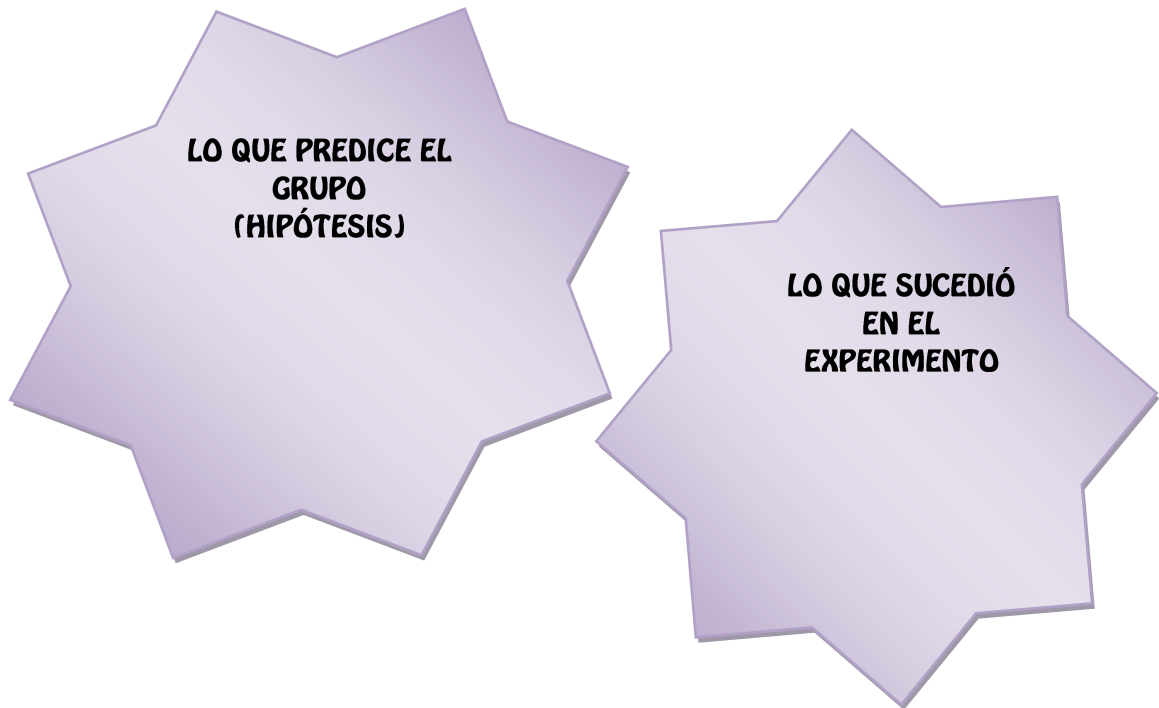 LO QUE PREDICE EL
GRUPO
(HIPÓTESIS)
LO QUE SUCEDIÓ
EN EL
EXPERIMENTO